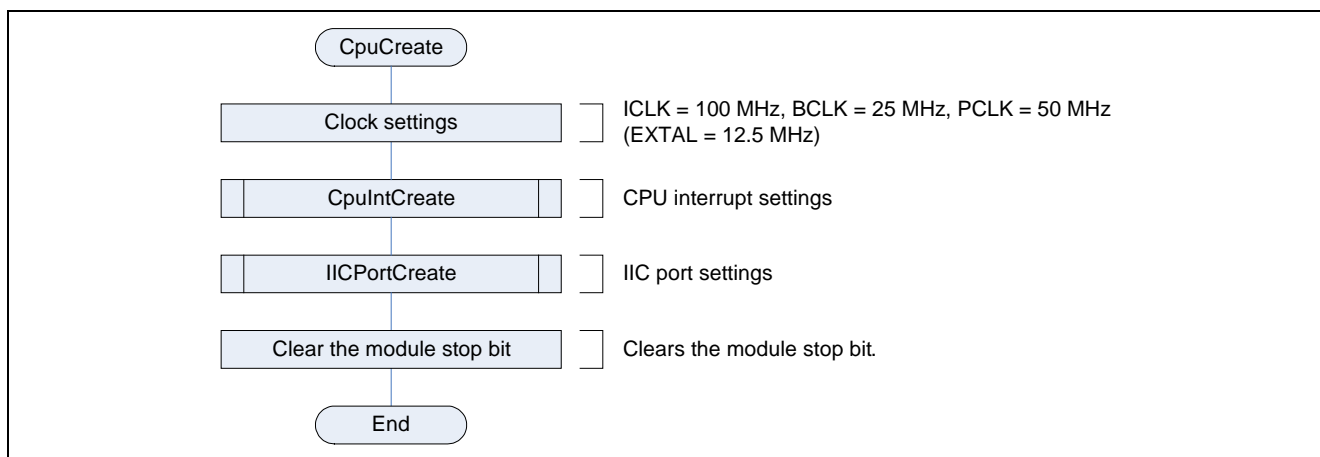 CpuCreate
Clock settings
ICLK = 100 MHz, BCLK = 25 MHz, PCLK = 50 MHz
(EXTAL = 12.5 MHz)
CpuIntCreate
CPU interrupt settings
IICPortCreate
IIC port settings
Clear the module stop bit
Clears the module stop bit.
End